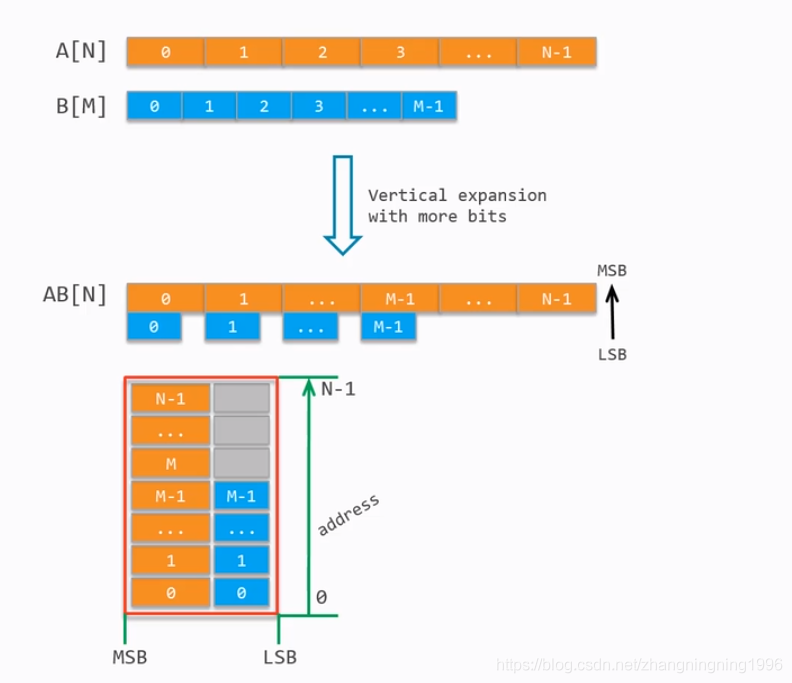 A[N] 0 1 2 3 ... N-1
B[M] 0 1 2 3 ... M-1
Vertical expansion
with more bits
MSB
AB[N] 0 1 ... M-1 ... N-1
0 1 ... M-1
LSB
N-1 N-1
...
M
M-1 M-1
... ... address
1 1
0 0 0
MSB LSB
https://blog.csdn.net/zhangningning1996